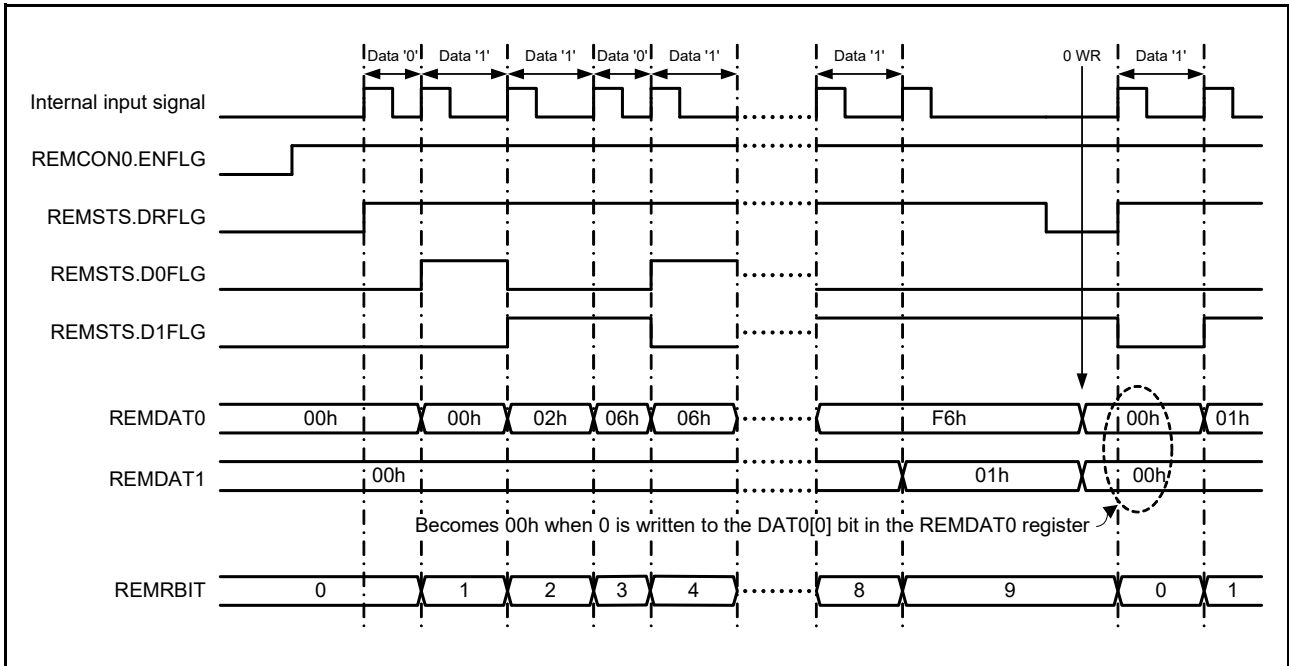 Data '0' Data '1' Data '1' Data '0' Data '1' Data '1' 0 WR Data '1'
Internal input signal
REMCON0.ENFLG
REMSTS.DRFLG
REMSTS.D0FLG
REMSTS.D1FLG
REMDAT0 00h 00h 02h 06h 06h F6h 00h 01h
REMDAT1 00h 01h 00h
Becomes 00h when 0 is written to the DAT0[0] bit in the REMDAT0 register
REMRBIT 0 1 2 3 4 8 9 0 1